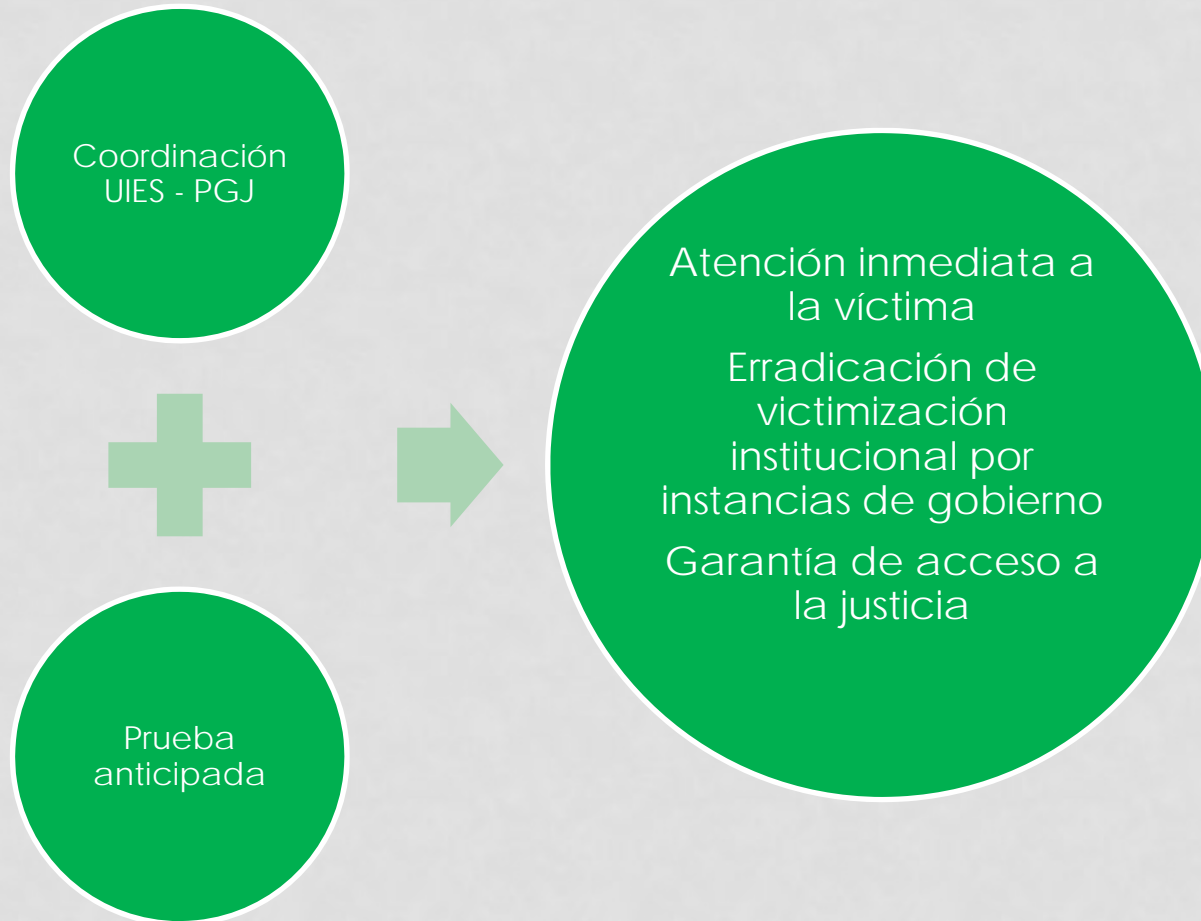 Coordinación
UIES - PGJ
Prueba
anticipada
Atención inmediata a
la víctima
Erradicación de
victimización
institucional por
instancias de gobierno
Garantía de acceso a
la justicia